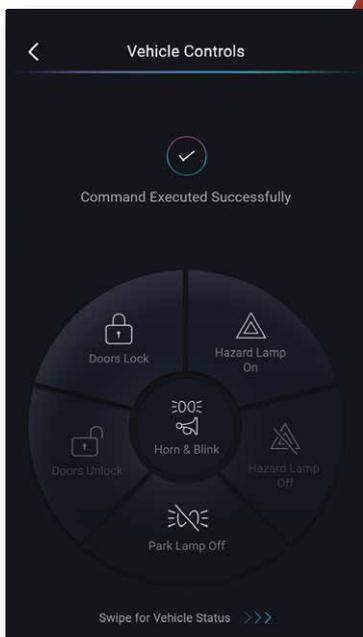 Vehicle Controls
Command Executed Successfully
Doors Lock
Hazard Lamp
On
Horn & Blink
Doors Unlock
Hazard Lamp
Off
Park Lamp Off
Swipe for Vehicle Status >>>